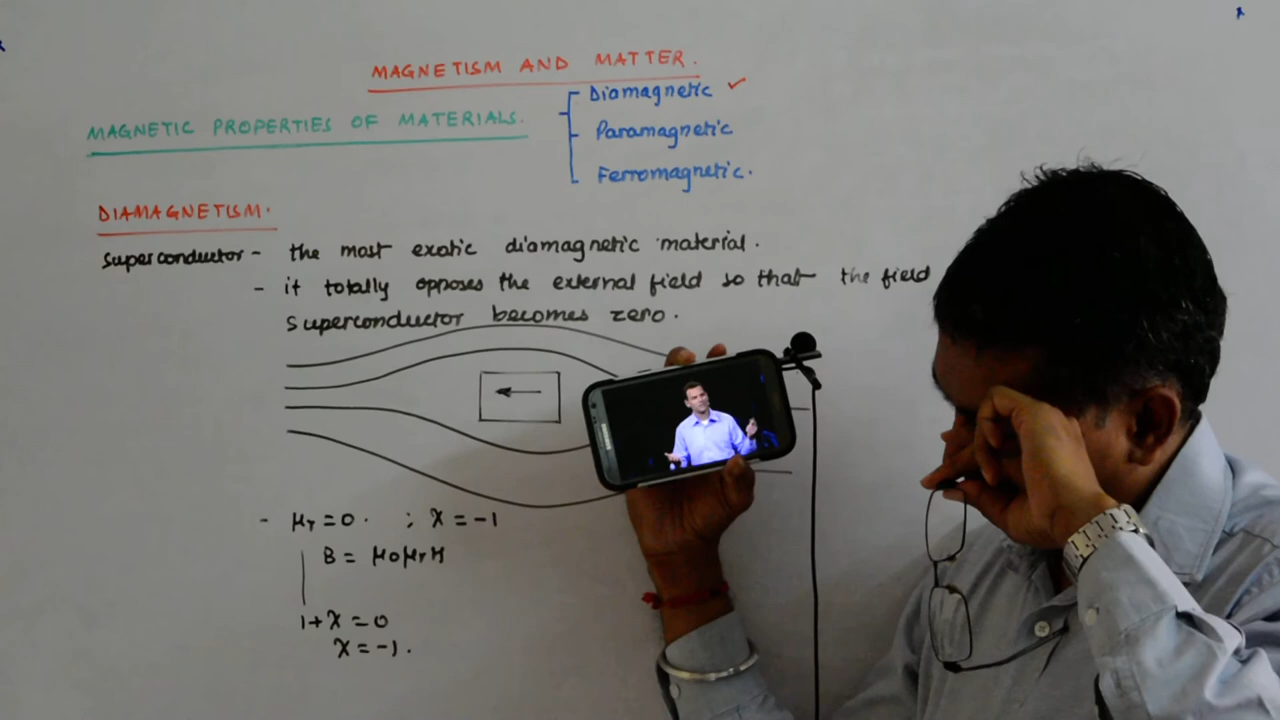 MAGNETISM AND MATTER.
MAGNETIC PROPERTIES OF MATERIALS.
Diamagnetic ✓
Paramagnetic
Ferromagnetic.
DIAMAGNETISM.
Superconductor - the most exotic diamagnetic material.
- it totally opposes the external field so that the field
superconductor becomes zero.
SAMSUNG
- μr = 0. ; χ = -1
B = μ0μrH
1+χ = 0
χ = -1.